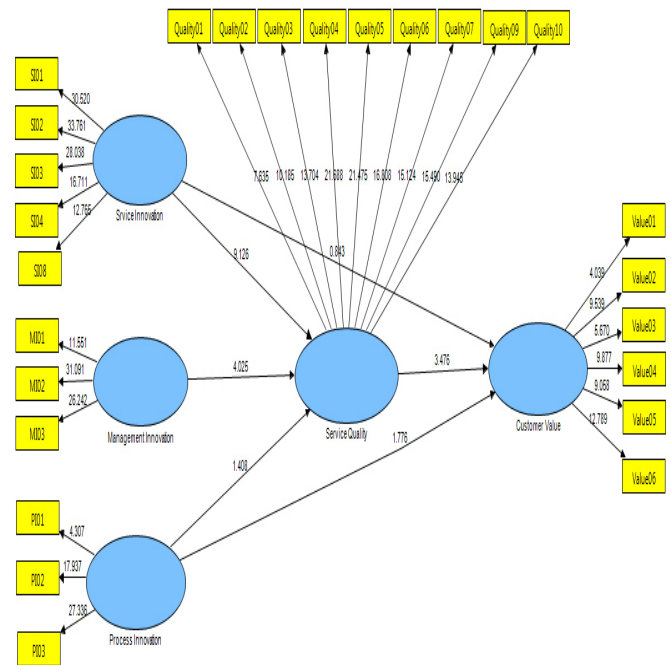 Quality01 Quality02 Quality03 Quality04 Quality05 Quality06 Quality07 Quality09 Quality10
SI01
30.520
SI02
33.761
SI03
28.038
SI04
16.711
SI08
12.765
Srvice Innovation
7.635 10.185 13.704 21.688 21.475 16.808 15.124 15.490 13.945
9.126
0.843
Value01
4.039
Value02
9.539
Value03
5.670
Value04
9.877
Value05
9.058
Value06
12.789
Customer Value
MI01
11.551
MI02
31.091
MI03
26.242
Management Innovation
4.025
Service Quality
3.476
1.408
1.776
PI01
4.307
PI02
17.937
PI03
27.336
Process Innovation